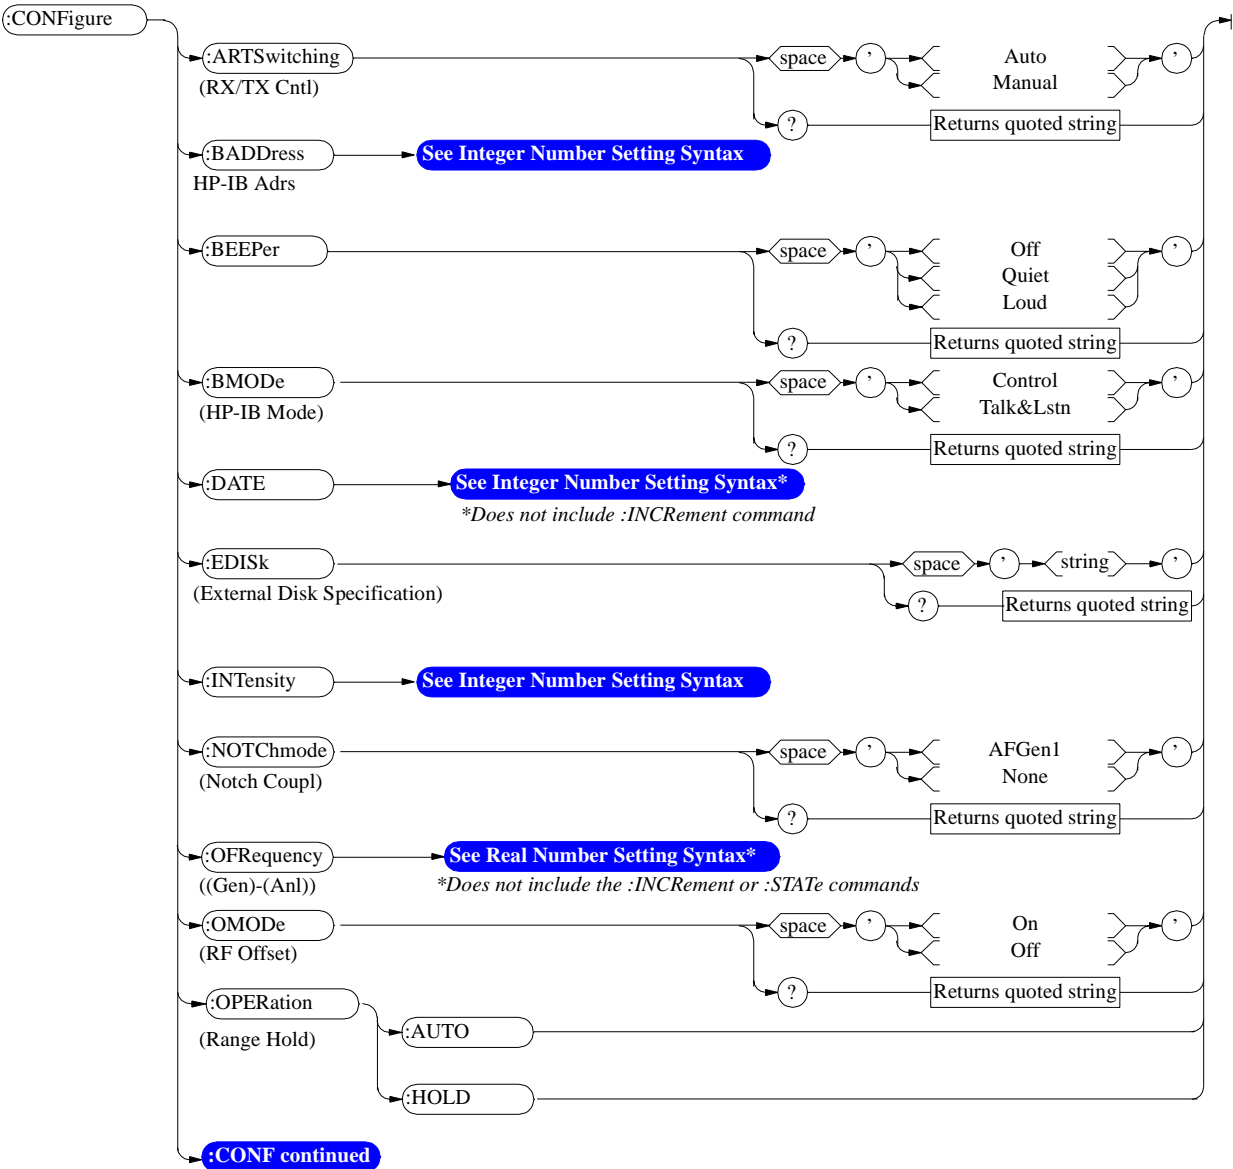 :CONFigure
:ARTSwitching space ' Auto '
(RX/TX Cntl) Manual
? Returns quoted string
:BADDress See Integer Number Setting Syntax
HP-IB Adrs
:BEEPer space ' Off '
Quiet
Loud
? Returns quoted string
:BMODe space ' Control '
(HP-IB Mode) Talk&Lstn
? Returns quoted string
:DATE See Integer Number Setting Syntax*
*Does not include :INCRement command
:EDISk space ' string '
(External Disk Specification) ? Returns quoted string
:INTensity See Integer Number Setting Syntax
:NOTChmode space ' AFGen1 '
(Notch Coupl) None
? Returns quoted string
:OFRequency See Real Number Setting Syntax*
((Gen)-(Anl)) *Does not include the :INCRement or :STATe commands
:OMODe space ' On '
(RF Offset) Off
? Returns quoted string
:OPERation
(Range Hold) :AUTO
:HOLD
:CONF continued